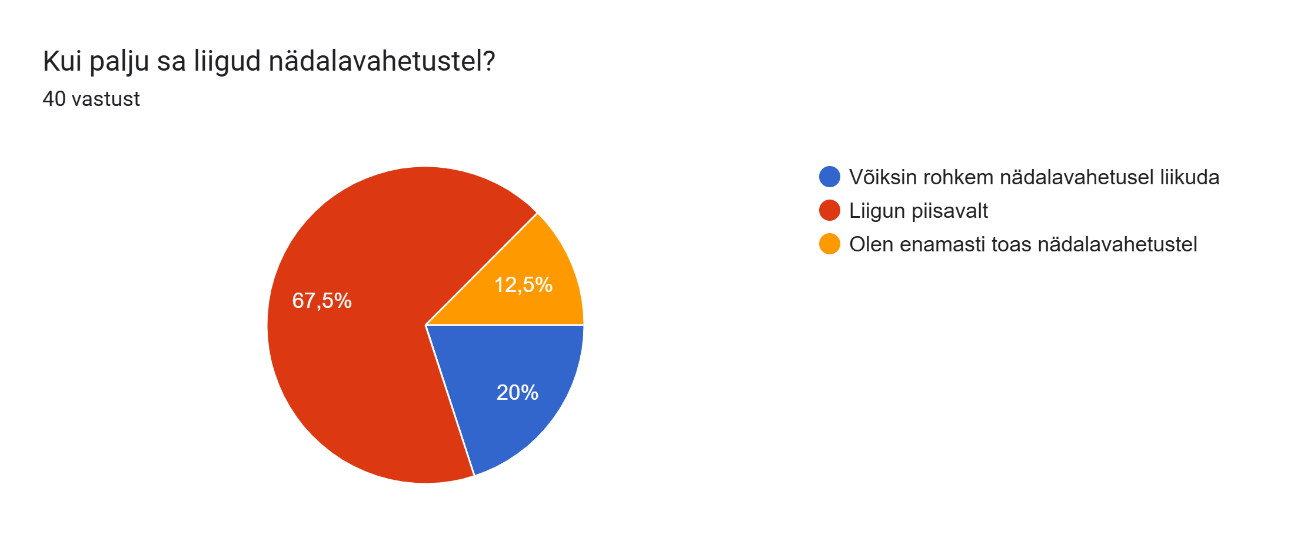 Kui palju sa liigud nädalavahetustel?
40 vastust
Võiksin rohkem nädalavahetusel liikuda
Liigun piisavalt
Olen enamasti toas nädalavahetustel
67,5%
12,5%
20%